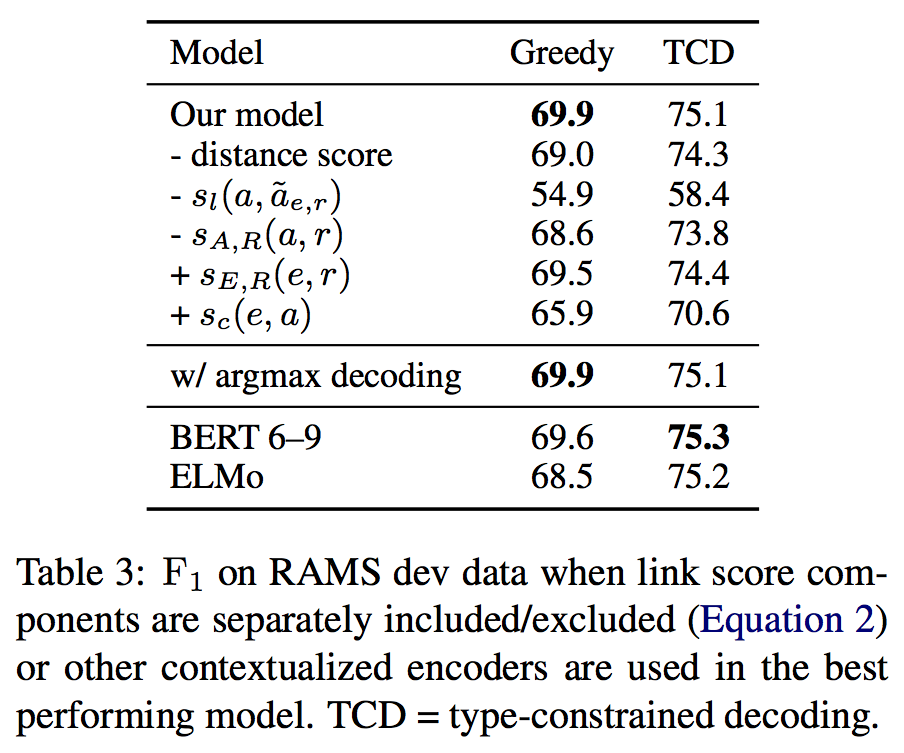 Model Greedy TCD
Our model 69.9 75.1
- distance score 69.0 74.3
- s_l(a, ã_{e,r}) 54.9 58.4
- s_{A,R}(a, r) 68.6 73.8
+ s_{E,R}(e, r) 69.5 74.4
+ s_c(e, a) 65.9 70.6
w/ argmax decoding 69.9 75.1
BERT 6–9 69.6 75.3
ELMo 68.5 75.2
Table 3: F₁ on RAMS dev data when link score com-
ponents are separately included/excluded (Equation 2)
or other contextualized encoders are used in the best
performing model. TCD = type-constrained decoding.